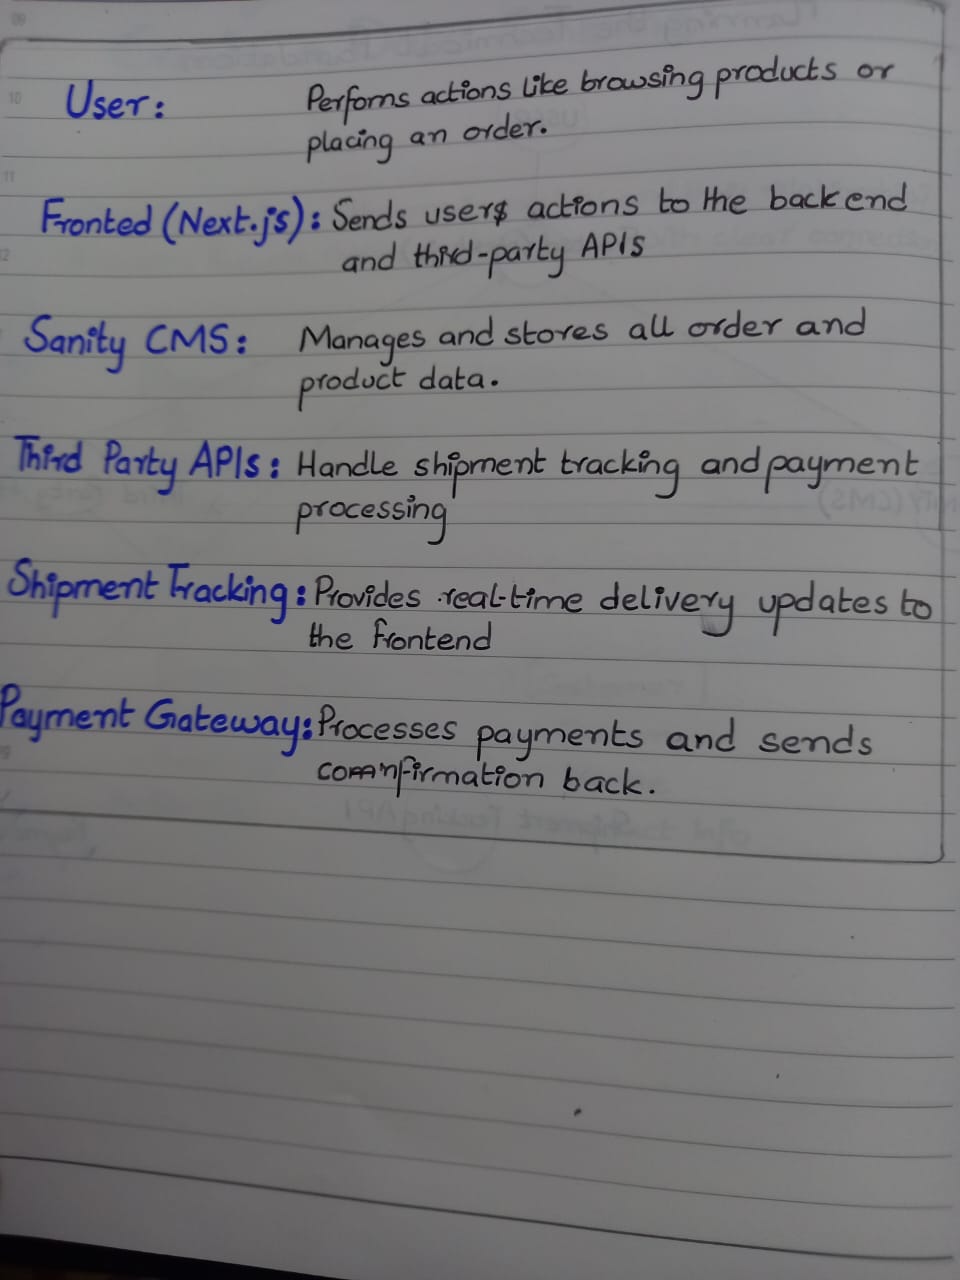 User: Perfoms actions like browsing products or
placing an order.
Fronted (Next.js): Sends users actions to the backend
and third-party APIs
Sanity CMS: Manages and stores all order and
product data.
Third Party APIs: Handle shipment tracking and payment
processing
Shipment Tracking: Provides real-time delivery updates to
the frontend
Payment Gateway: Processes payments and sends
confirmation back.